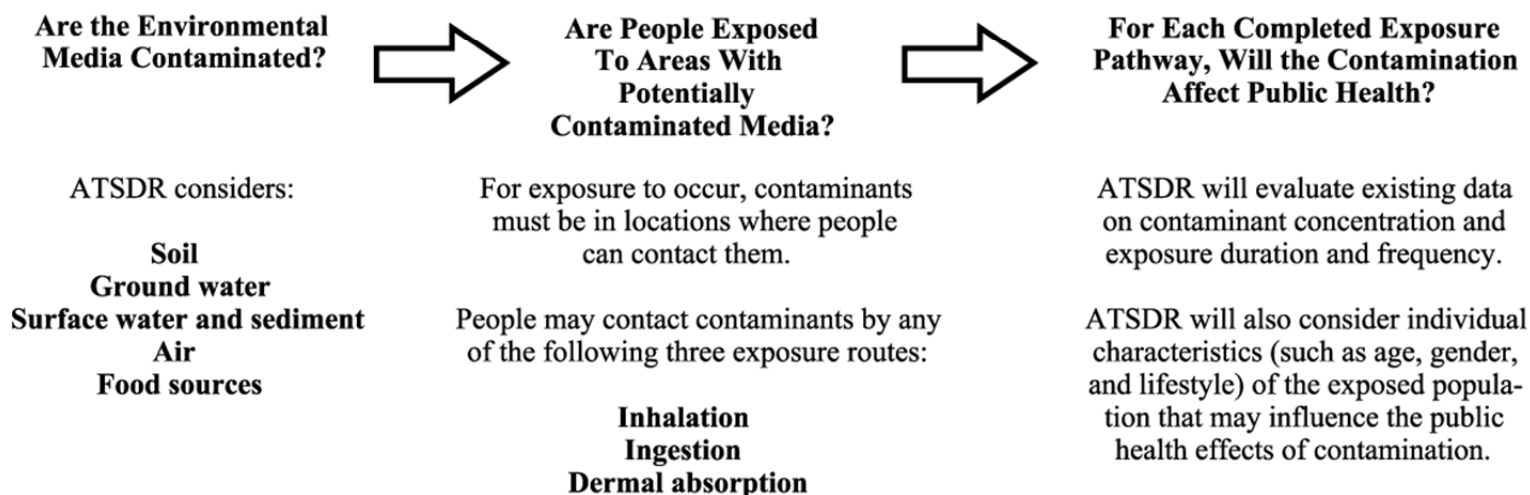 Are the Environmental
Media Contaminated?
Are People Exposed
To Areas With
Potentially
Contaminated Media?
For Each Completed Exposure
Pathway, Will the Contamination
Affect Public Health?
ATSDR considers:
Soil
Ground water
Surface water and sediment
Air
Food sources
For exposure to occur, contaminants
must be in locations where people
can contact them.
People may contact contaminants by any
of the following three exposure routes:
Inhalation
Ingestion
Dermal absorption
ATSDR will evaluate existing data
on contaminant concentration and
exposure duration and frequency.
ATSDR will also consider individual
characteristics (such as age, gender,
and lifestyle) of the exposed popula-
tion that may influence the public
health effects of contamination.